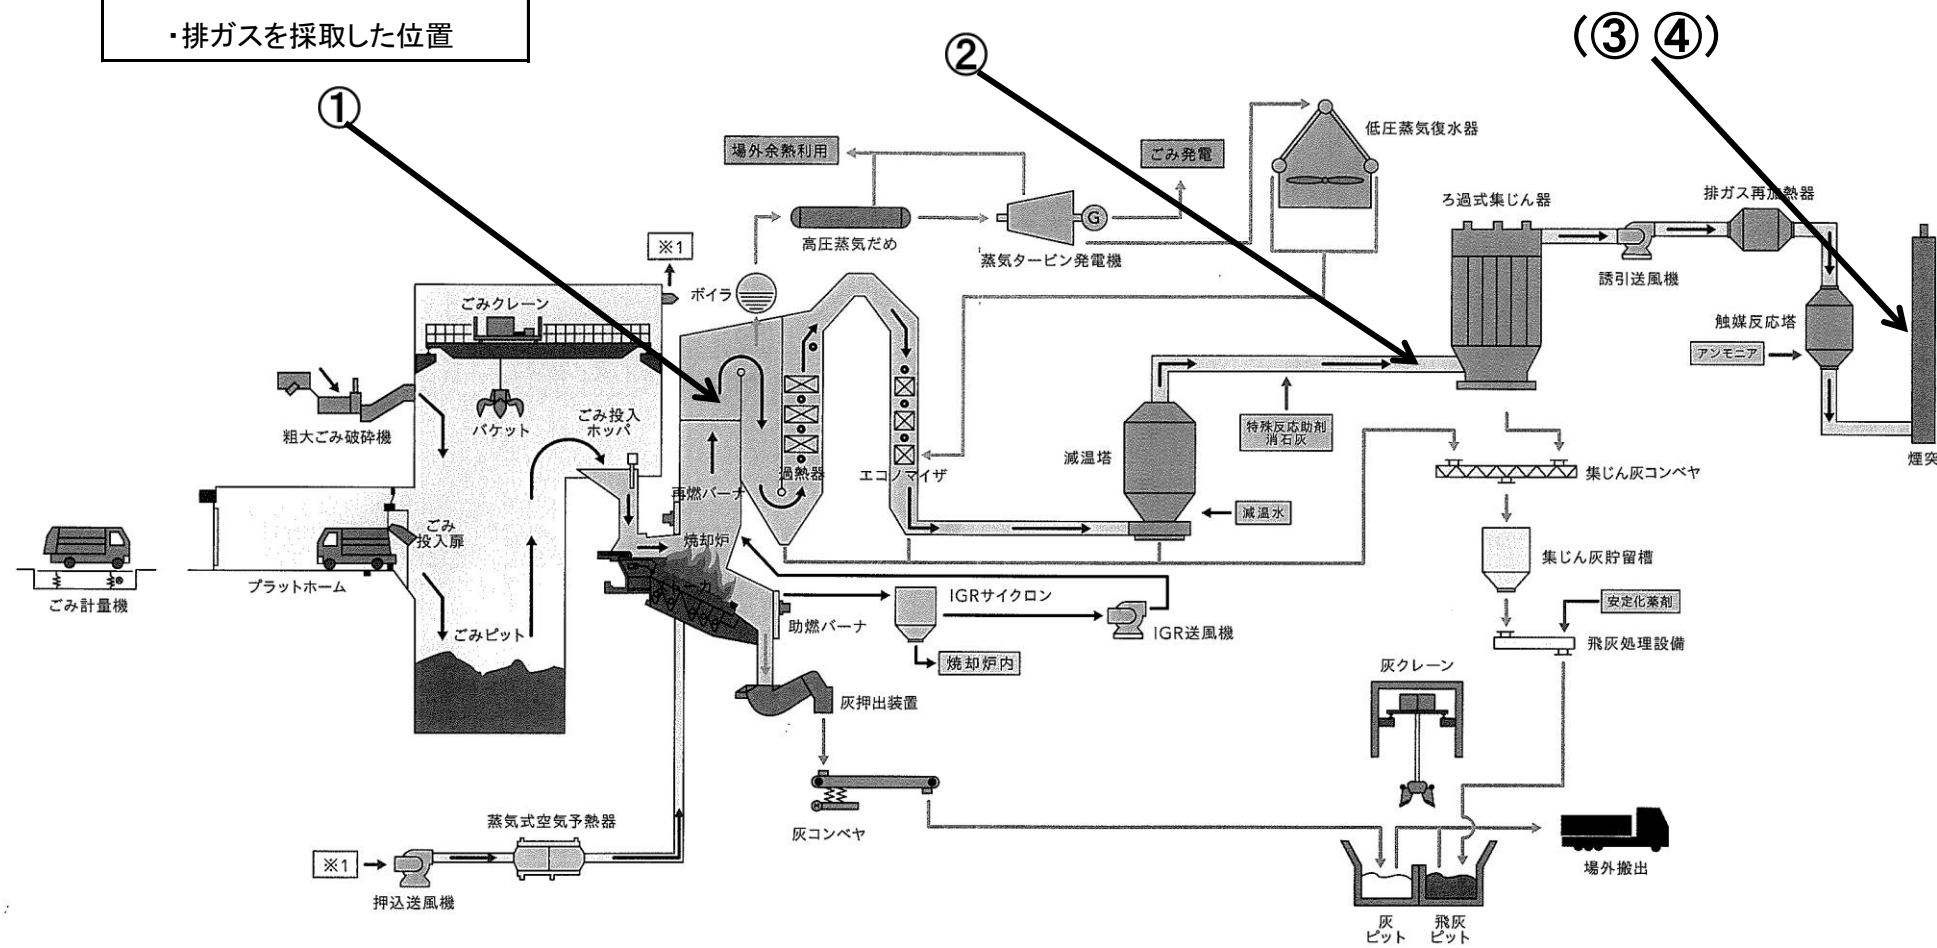 ・排ガスを採取した位置
①
②
(③ ④)
低圧蒸気復水器
場外余熱利用
ごみ発電
排ガス再加熱器
ろ過式集じん器
G
高圧蒸気だめ
※1
蒸気タービン発電機
誘引送風機
ボイラ
ごみクレーン
触媒反応塔
アンモニア
粗大ごみ破砕機
バケット
ごみ投入
ホッパ
特殊反応助剤
消石灰
減温塔
煙突
過熱器
エコノマイザ
集じん灰コンベヤ
再燃バーナ
減温水
ごみ
投入扉
焼却炉
集じん灰貯留槽
プラットホーム
ストーカ
IGRサイクロン
安定化薬剤
ごみ計量機
ごみピット
助燃バーナ
IGR送風機
飛灰処理設備
焼却炉内
灰クレーン
灰押出装置
蒸気式空気予熱器
灰コンベヤ
※1
場外搬出
押込送風機
灰
ピット
飛灰
ピット